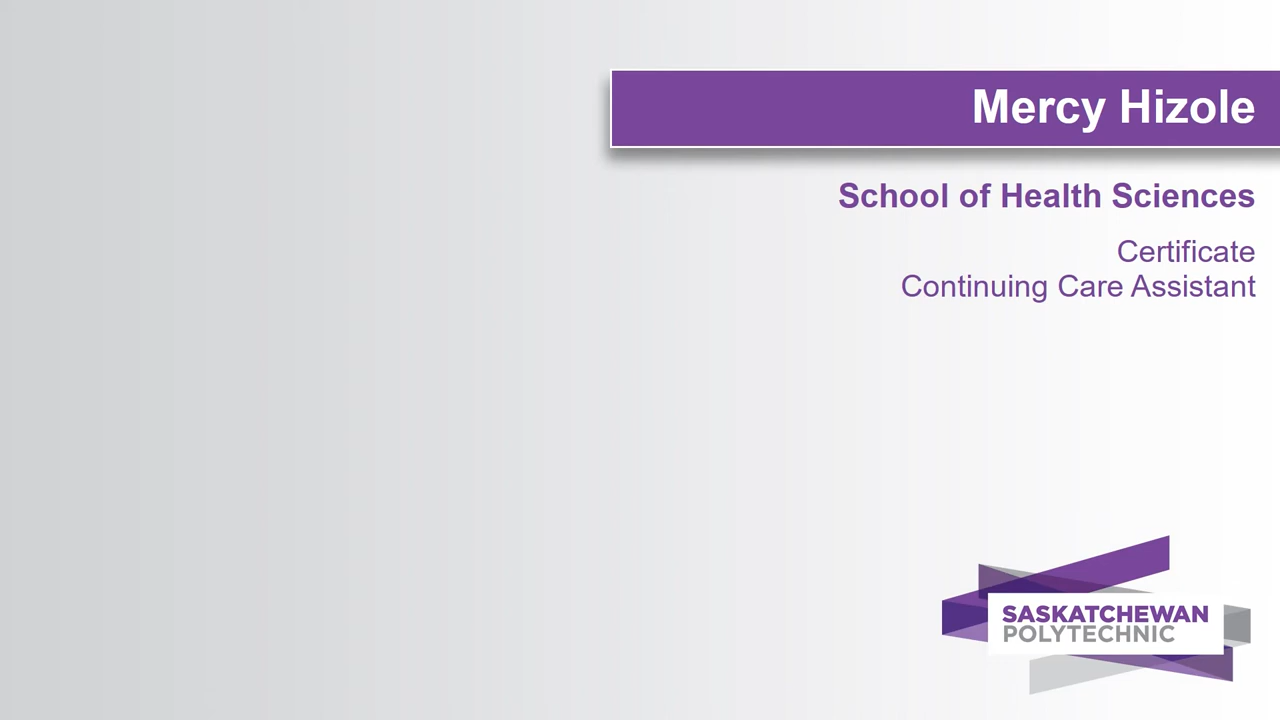 Mercy Hizole
School of Health Sciences
Certificate
Continuing Care Assistant
SASKATCHEWAN
POLYTECHNIC